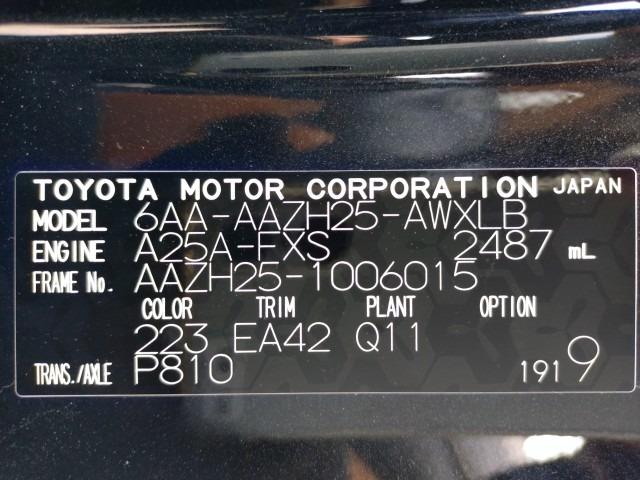 TOYOTA MOTOR CORPORATION JAPAN
MODEL 6AA-AAZH25-AWXLB
ENGINE A25A-FXS 2487 mL
FRAME No. AAZH25-1006015
COLOR TRIM PLANT OPTION
223 EA42 Q11
TRANS./AXLE P810 1919